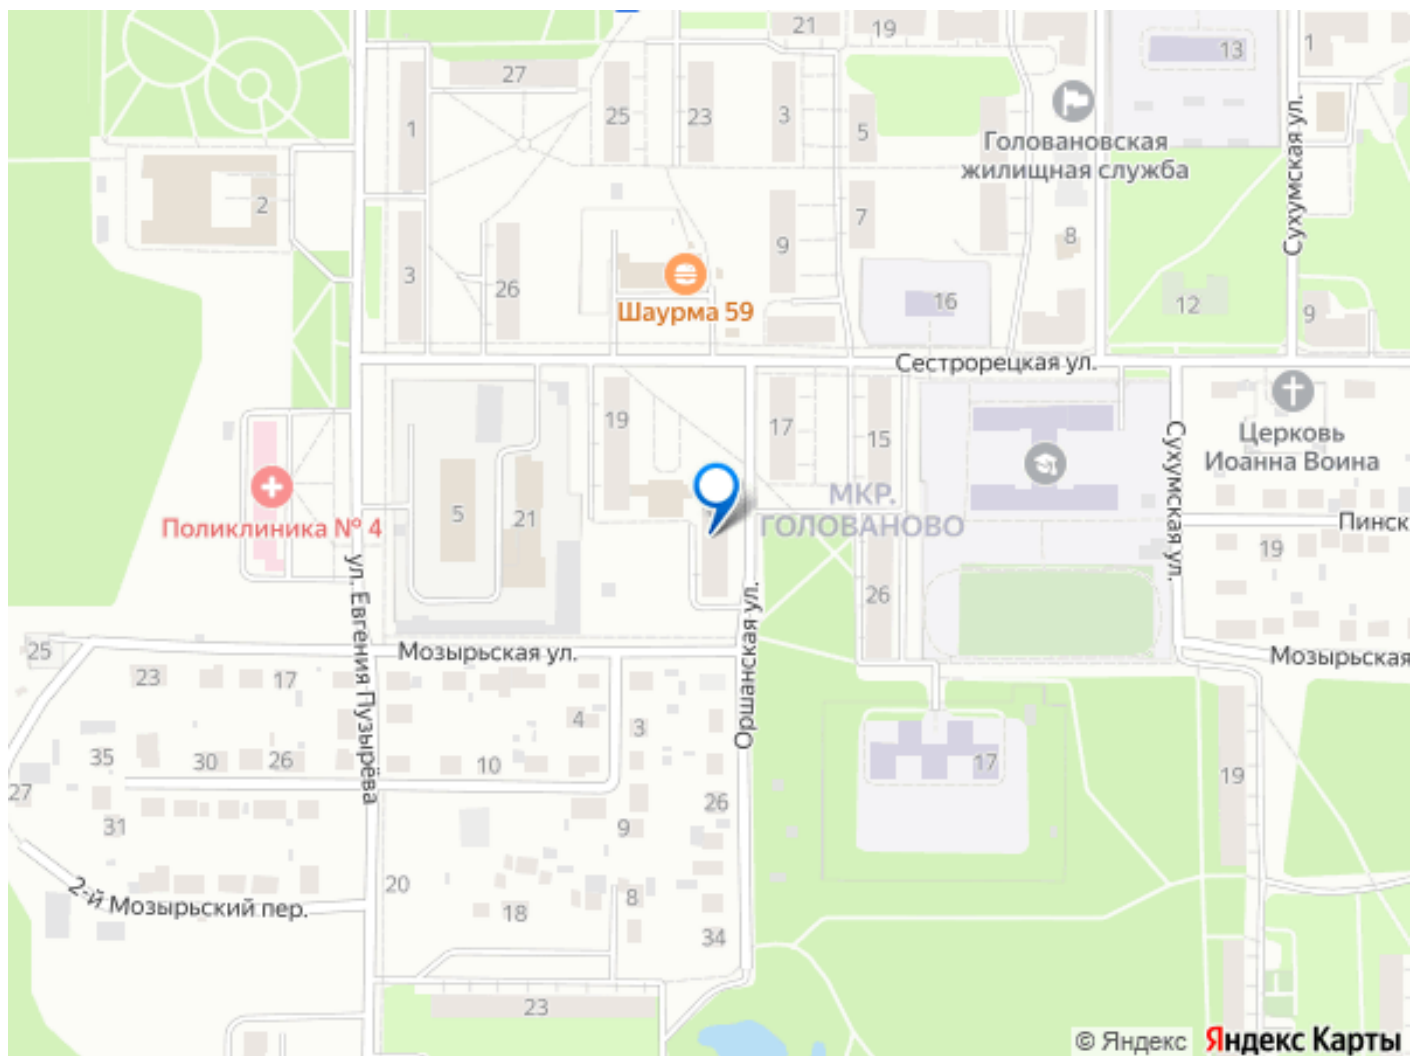 21
19
13
1
27
25
23
3
5
1
Головановская
жилищная служба
Сухумская ул.
2
7
3
26
9
8
16
12
9
Шаурма 59
Сестрорецкая ул.
19
17
15
Церковь
Иоанна Воина
Сухумская ул.
МКР.
ГОЛОВАНОВО
5
21
Поликлиника № 4
Пинск
19
ул. Евгения Пузырёва
26
Оршанская ул.
25
Мозырьская ул.
Мозырьская
23
17
4
3
35
30
26
10
17
19
27
31
9
26
20
2-й Мозырьский пер.
18
8
34
23
© Яндекс
Яндекс Карты